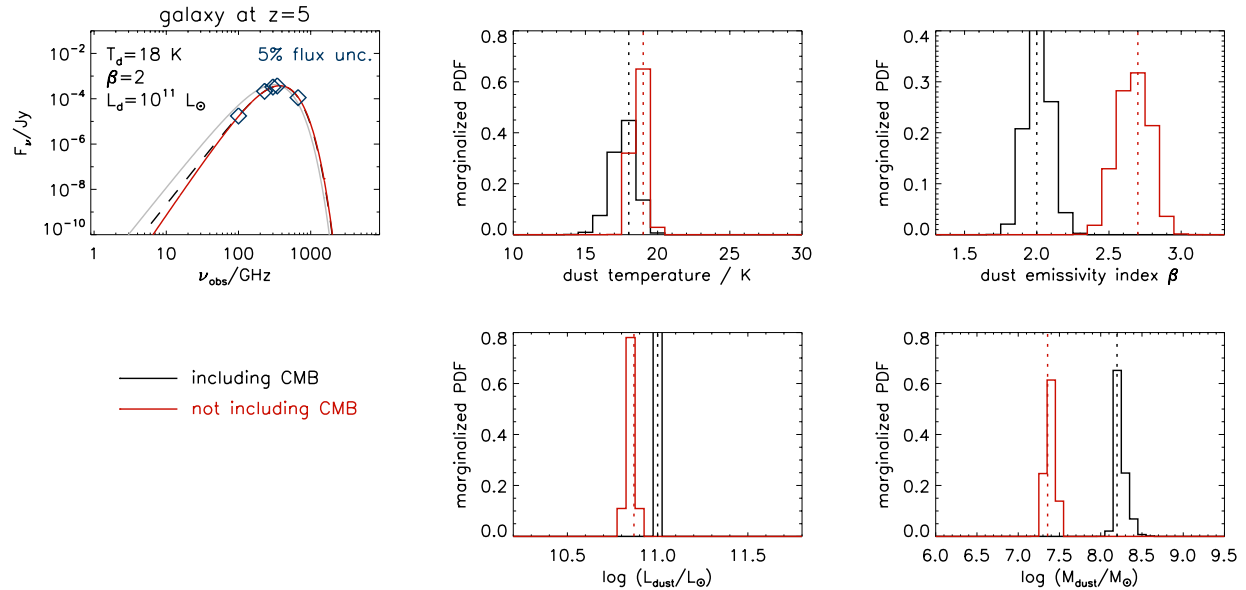 galaxy at z=5
T_d=18 K
5% flux unc.
β=2
L_d=10^11 L_⊙
F_ν/Jy
10^-2
10^-4
10^-6
10^-8
10^-10
1 10 100 1000
ν_obs/GHz
marginalized PDF
0.8
0.6
0.4
0.2
0.0
10 15 20 25 30
dust temperature / K
marginalized PDF
0.4
0.3
0.2
0.1
0.0
1.5 2.0 2.5 3.0
dust emissivity index β
including CMB
not including CMB
marginalized PDF
0.8
0.6
0.4
0.2
0.0
10.5 11.0 11.5
log (L_dust/L_⊙)
marginalized PDF
0.8
0.6
0.4
0.2
0.0
6.0 6.5 7.0 7.5 8.0 8.5 9.0 9.5
log (M_dust/M_⊙)